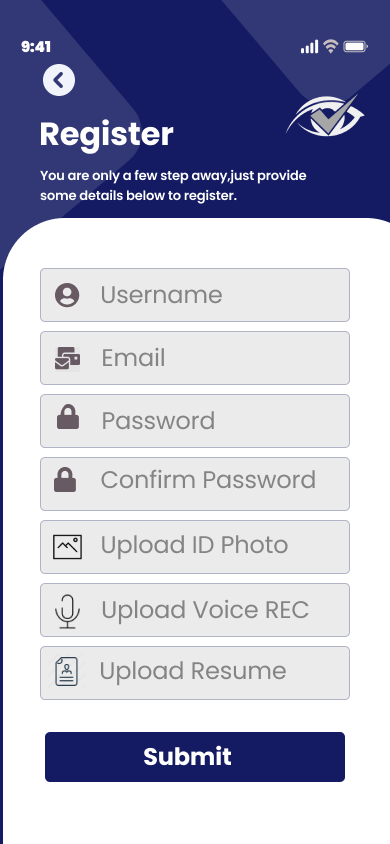 9:41
Register
You are only a few step away,just provide
some details below to register.
Username
Email
Password
Confirm Password
Upload ID Photo
Upload Voice REC
Upload Resume
Submit